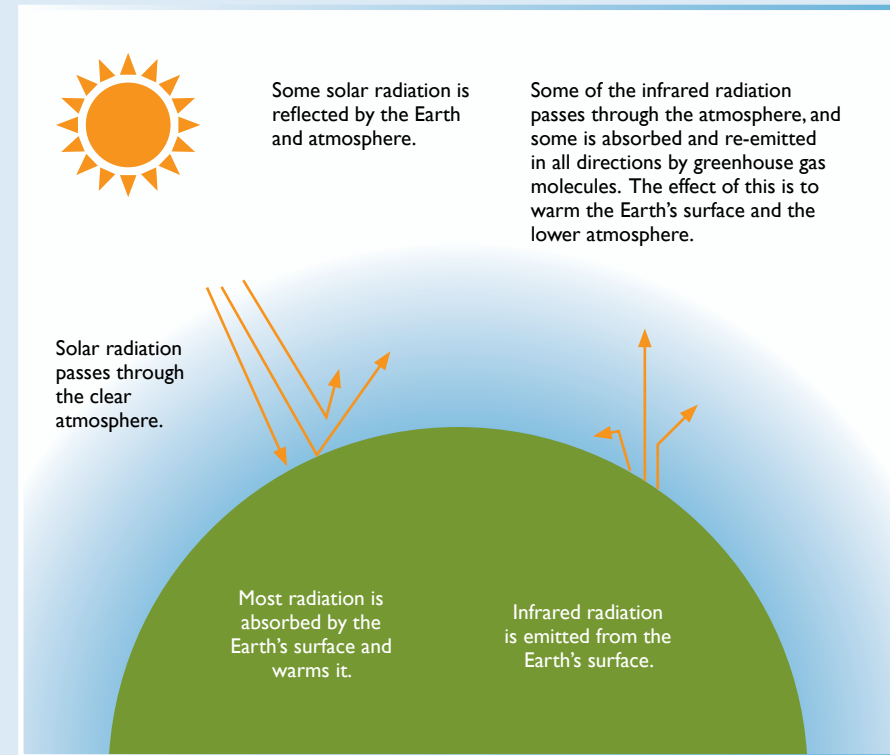 Some solar radiation is
reflected by the Earth
and atmosphere.
Some of the infrared radiation
passes through the atmosphere, and
some is absorbed and re-emitted
in all directions by greenhouse gas
molecules. The effect of this is to
warm the Earth's surface and the
lower atmosphere.
Solar radiation
passes through
the clear
atmosphere.
Most radiation is
absorbed by the
Earth's surface and
warms it.
Infrared radiation
is emitted from the
Earth's surface.